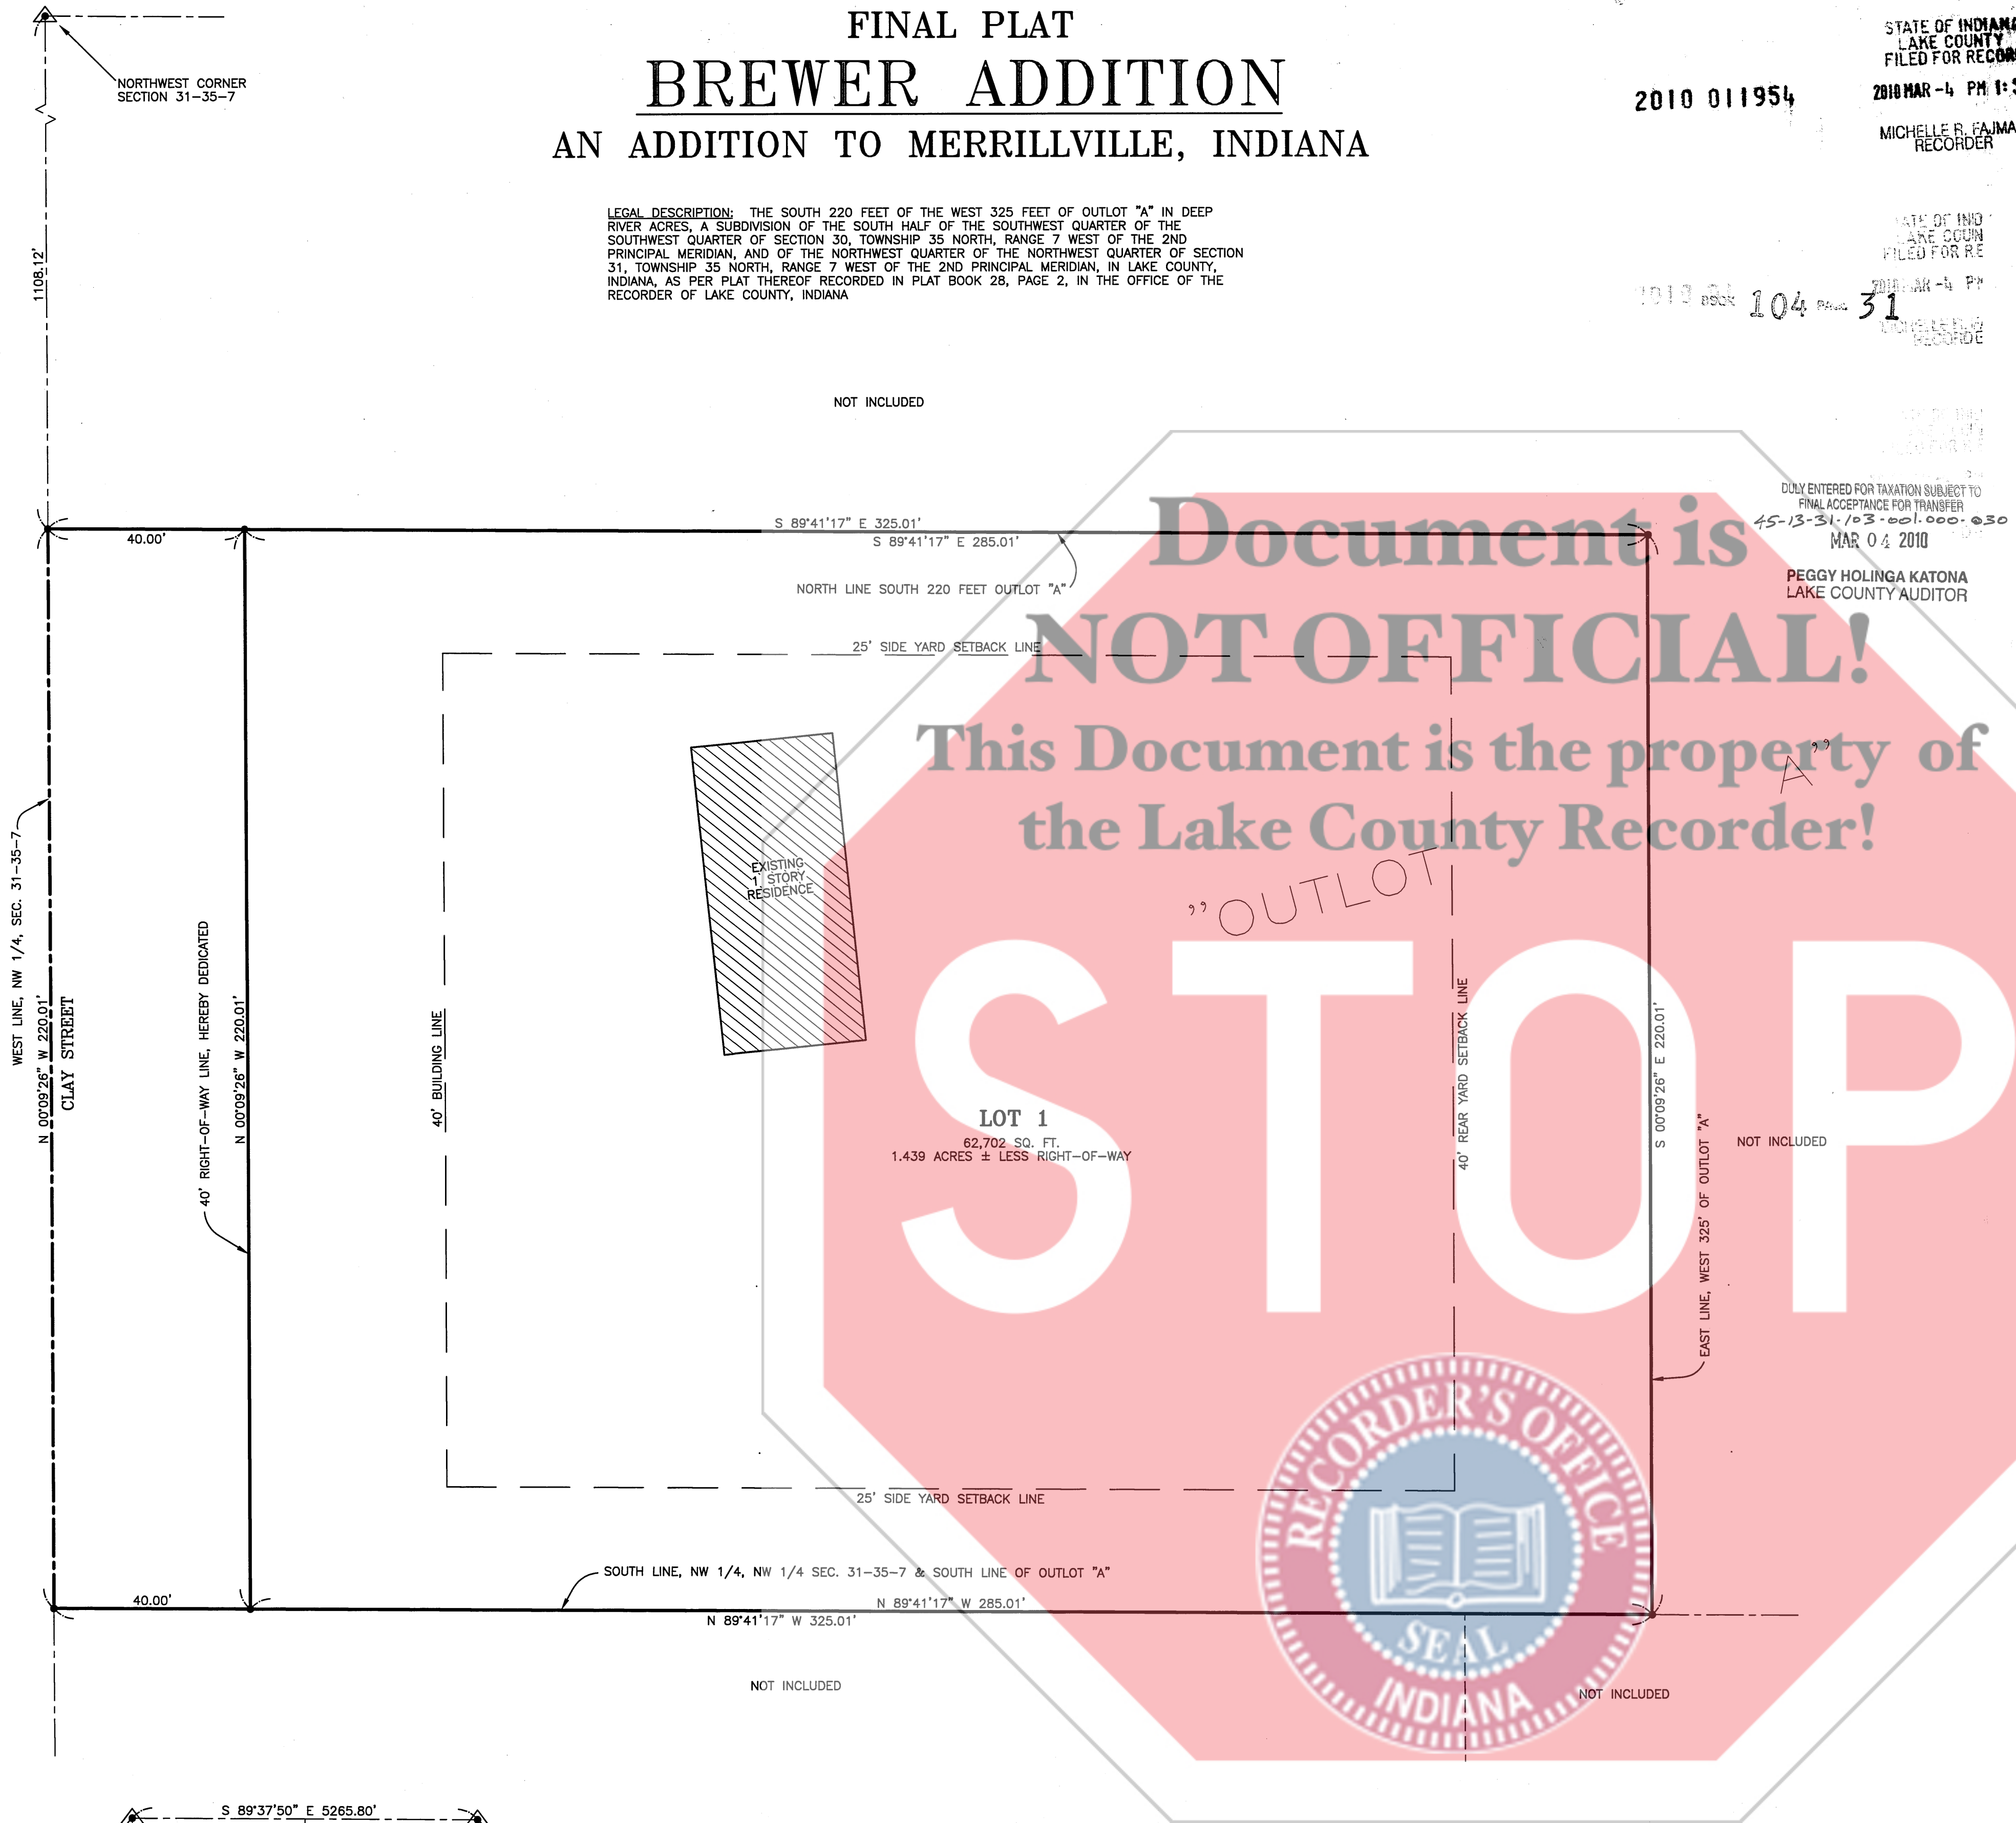 FINAL PLAT
BREWER ADDITION
AN ADDITION TO MERRILLVILLE, INDIANA
NORTHWEST CORNER
SECTION 31-35-7
1108.12'
2010 011954
STATE OF INDIANA
LAKE COUNTY
FILED FOR RECOR
2010 MAR -4 PM 1:
MICHELLE R. FAJMA
RECORDER
LEGAL DESCRIPTION: THE SOUTH 220 FEET OF THE WEST 325 FEET OF OUTLOT "A" IN DEEP
RIVER ACRES, A SUBDIVISION OF THE SOUTH HALF OF THE SOUTHWEST QUARTER OF THE
SOUTHWEST QUARTER OF SECTION 30, TOWNSHIP 35 NORTH, RANGE 7 WEST OF THE 2ND
PRINCIPAL MERIDIAN, AND OF THE NORTHWEST QUARTER OF THE NORTHWEST QUARTER OF SECTION
31, TOWNSHIP 35 NORTH, RANGE 7 WEST OF THE 2ND PRINCIPAL MERIDIAN, IN LAKE COUNTY,
INDIANA, AS PER PLAT THEREOF RECORDED IN PLAT BOOK 28, PAGE 2, IN THE OFFICE OF THE
RECORDER OF LAKE COUNTY, INDIANA
ATE OF IND
LAKE COUN
FILED FOR RE
2010 MAR -4 PM
RECORDE
BOOK 104 PAGE 31
NOT INCLUDED
DULY ENTERED FOR TAXATION SUBJECT TO
FINAL ACCEPTANCE FOR TRANSFER
45-13-31-103-001.000-030
MAR 04 2010
PEGGY HOLINGA KATONA
LAKE COUNTY AUDITOR
S 89°41'17" E 325.01'
40.00'
S 89°41'17" E 285.01'
NORTH LINE SOUTH 220 FEET OUTLOT "A"
25' SIDE YARD SETBACK LINE
Document is
NOT OFFICIAL!
This Document is the property of
the Lake County Recorder!
STOP
"OUTLOT A"
EXISTING
1 STORY
RESIDENCE
WEST LINE, NW 1/4, SEC. 31-35-7
N 00°09'26" W 220.01'
CLAY STREET
40' RIGHT-OF-WAY LINE, HEREBY DEDICATED
N 00°09'26" W 220.01'
40' BUILDING LINE
LOT 1
62,702 SQ. FT.
1.439 ACRES ± LESS RIGHT-OF-WAY
40' REAR YARD SETBACK LINE
S 00°09'26" E 220.01'
EAST LINE, WEST 325' OF OUTLOT "A"
NOT INCLUDED
25' SIDE YARD SETBACK LINE
SOUTH LINE, NW 1/4, NW 1/4 SEC. 31-35-7 & SOUTH LINE OF OUTLOT "A"
40.00'
N 89°41'17" W 285.01'
N 89°41'17" W 325.01'
RECORDER'S OFFICE
SEAL
INDIANA
NOT INCLUDED
NOT INCLUDED
S 89°37'50" E 5265.80'